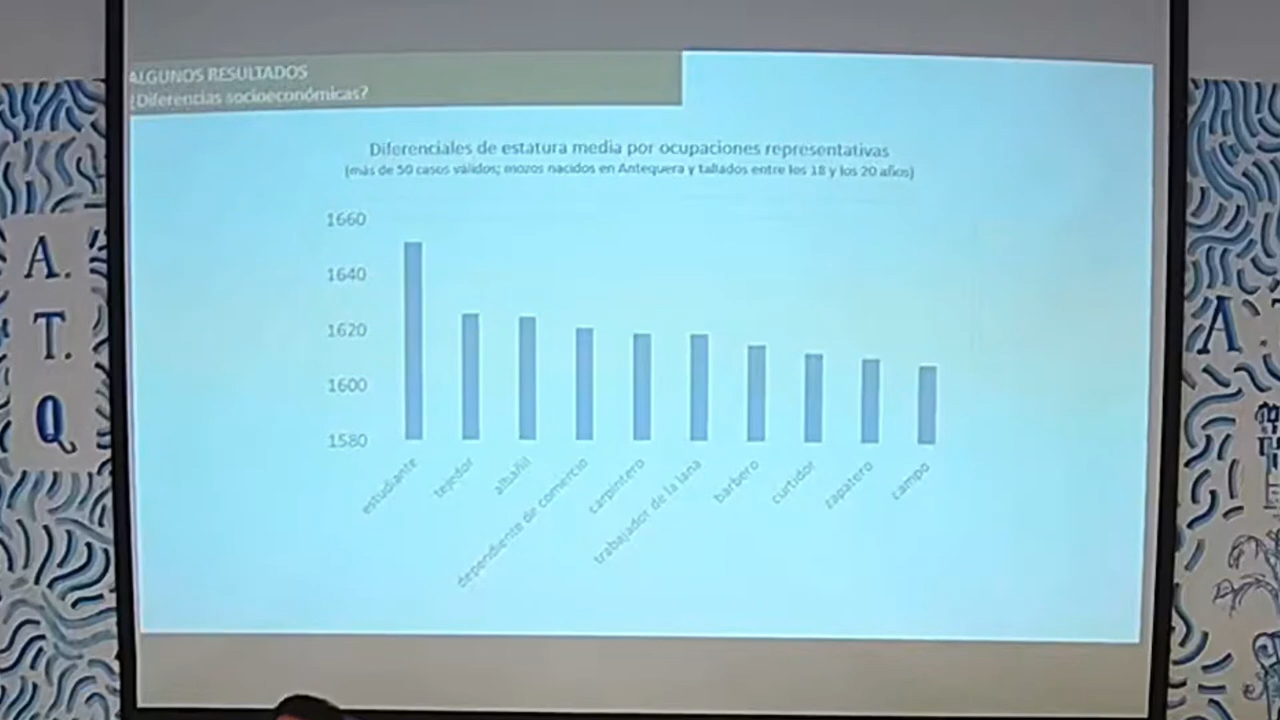 ALGUNOS RESULTADOS
¿Diferencias socioeconómicas?
Diferenciales de estatura media por ocupaciones representativas
(más de 50 casos válidos; mozos nacidos en Antequera y tallados entre los 18 y los 20 años)
1660
1640
1620
1600
1580
estudiante
tejedor
albañil
dependiente de comercio
carpintero
trabajador de la lana
barbero
curtidor
zapatero
campo
A.
T.
Q
A.